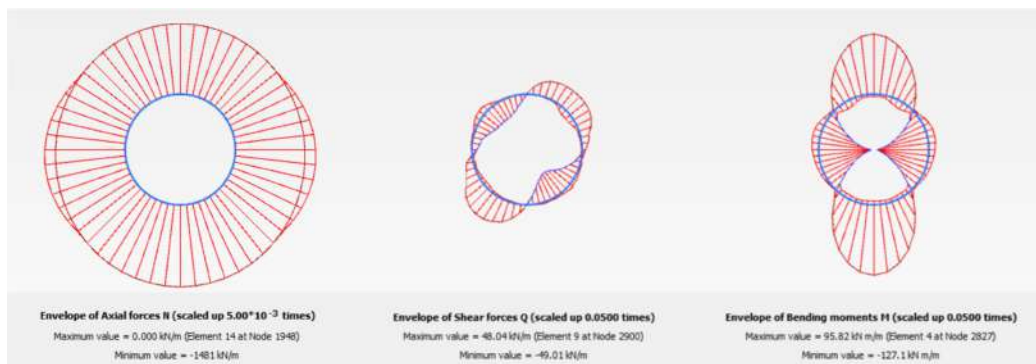 Envelope of Axial forces N (scaled up 5.00*10⁻³ times)
Maximum value = 0.000 kN/m (Element 14 at Node 1948)
Minimum value = -1481 kN/m
Envelope of Shear forces Q (scaled up 0.0500 times)
Maximum value = 48.04 kN/m (Element 9 at Node 2900)
Minimum value = -49.01 kN/m
Envelope of Bending moments M (scaled up 0.0500 times)
Maximum value = 95.82 kN m/m (Element 4 at Node 2827)
Minimum value = -127.1 kN m/m